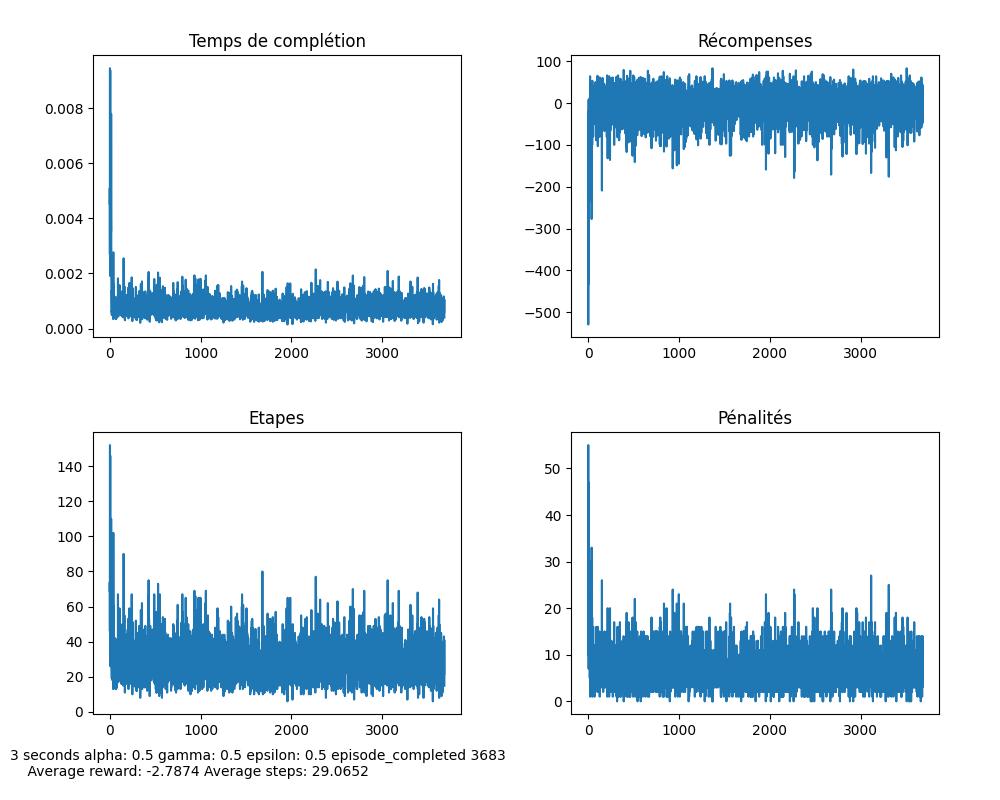 Temps de complétion
0.008
0.006
0.004
0.002
0.000
0 1000 2000 3000
Récompenses
100
0
−100
−200
−300
−400
−500
0 1000 2000 3000
Etapes
140
120
100
80
60
40
20
0
0 1000 2000 3000
Pénalités
50
40
30
20
10
0
0 1000 2000 3000
3 seconds alpha: 0.5 gamma: 0.5 epsilon: 0.5 episode_completed 3683
Average reward: -2.7874 Average steps: 29.0652